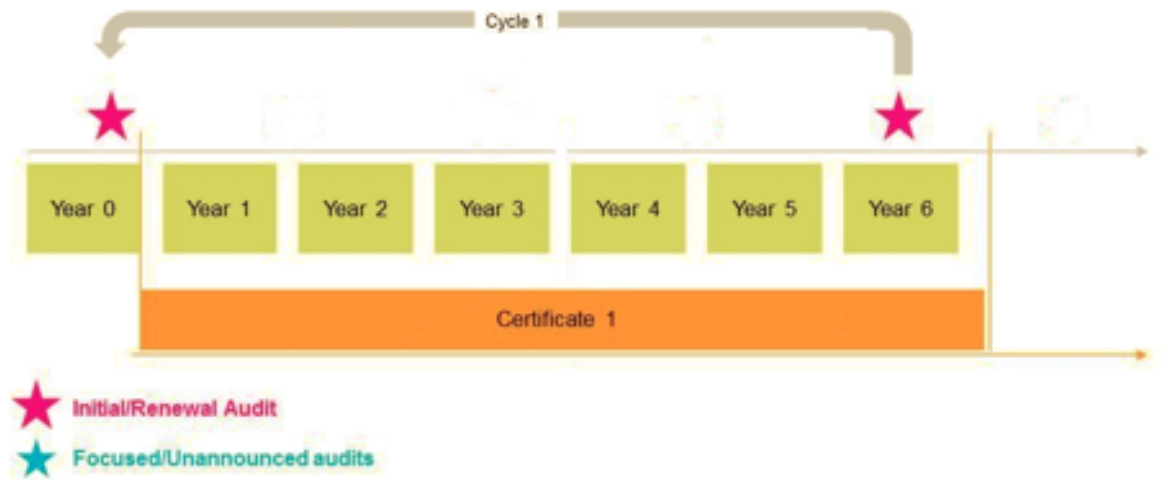 Cycle 1
Year 0 Year 1 Year 2 Year 3 Year 4 Year 5 Year 6
Certificate 1
Initial/Renewal Audit
Focused/Unannounced audits